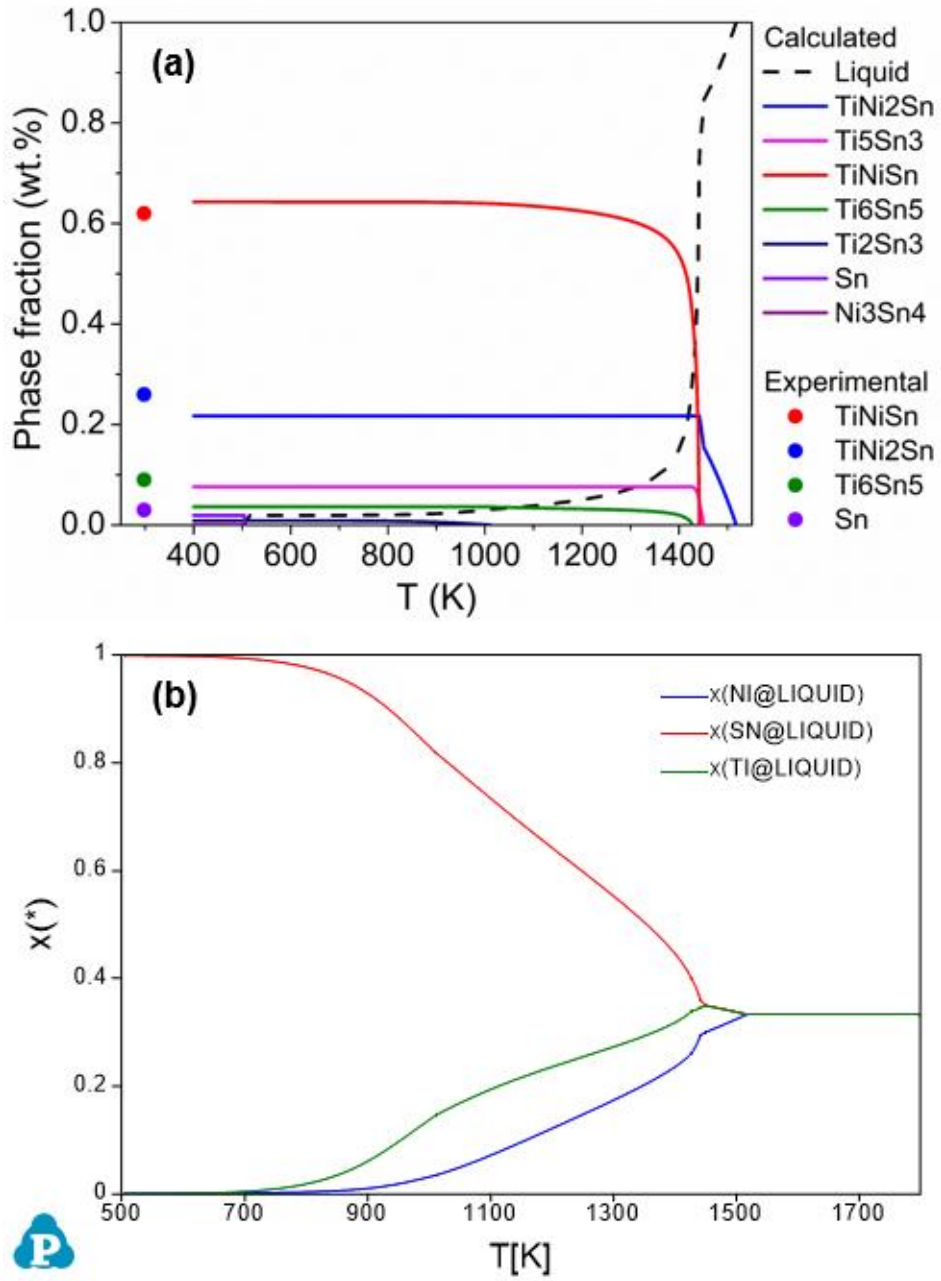 (a)
Phase fraction (wt.%)
1.0
0.8
0.6
0.4
0.2
0.0
400
600
800
1000
1200
1400
T (K)
Calculated
Liquid
TiNi2Sn
Ti5Sn3
TiNiSn
Ti6Sn5
Ti2Sn3
Sn
Ni3Sn4
Experimental
TiNiSn
TiNi2Sn
Ti6Sn5
Sn
(b)
x(*)
1
0.8
0.6
0.4
0.2
0
500
700
900
1100
1300
1500
1700
T[K]
x(NI@LIQUID)
x(SN@LIQUID)
x(TI@LIQUID)
P